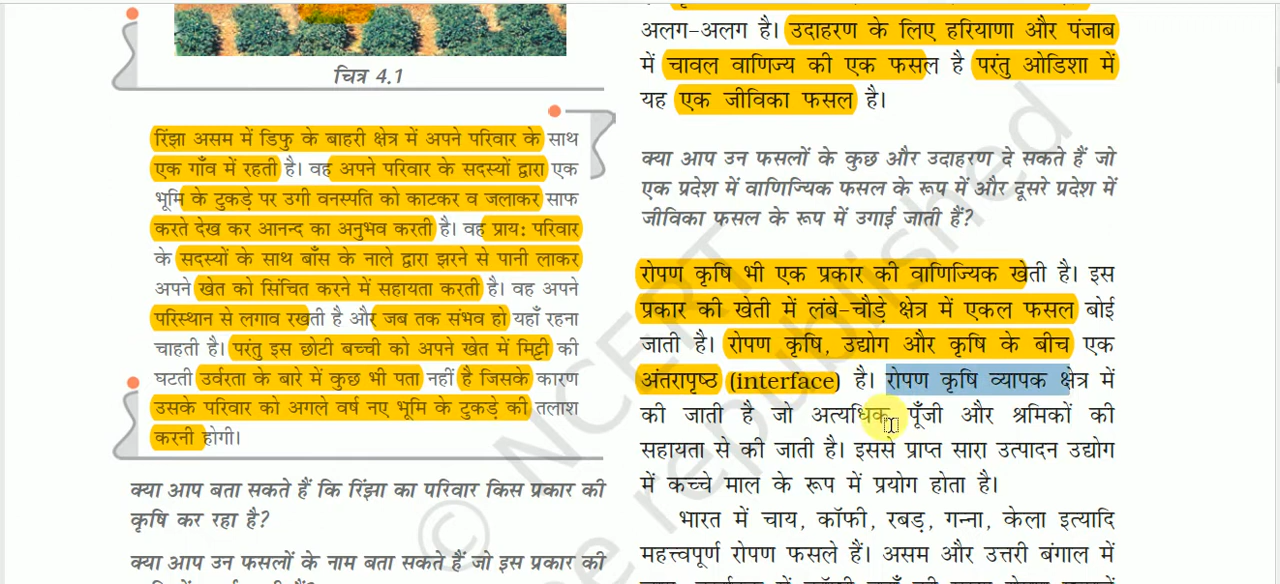 चित्र 4.1
रिंझा असम में डिफु के बाहरी क्षेत्र में अपने परिवार के साथ
एक गाँव में रहती है। वह अपने परिवार के सदस्यों द्वारा एक
भूमि के टुकड़े पर उगी वनस्पति को काटकर व जलाकर साफ
करते देख कर आनन्द का अनुभव करती है। वह प्राय: परिवार
के सदस्यों के साथ बाँस के नाले द्वारा झरने से पानी लाकर
अपने खेत को सिंचित करने में सहायता करती है। वह अपने
परिस्थान से लगाव रखती है और जब तक संभव हो यहाँ रहना
चाहती है। परंतु इस छोटी बच्ची को अपने खेत में मिट्टी की
घटती उर्वरता के बारे में कुछ भी पता नहीं है जिसके कारण
उसके परिवार को अगले वर्ष नए भूमि के टुकड़े की तलाश
करनी होगी।
क्या आप बता सकते हैं कि रिंझा का परिवार किस प्रकार की
कृषि कर रहा है?
क्या आप उन फसलों के नाम बता सकते हैं जो इस प्रकार की
अलग-अलग है। उदाहरण के लिए हरियाणा और पंजाब
में चावल वाणिज्य की एक फसल है परंतु ओडिशा में
यह एक जीविका फसल है।
क्या आप उन फसलों के कुछ और उदाहरण दे सकते हैं जो
एक प्रदेश में वाणिज्यिक फसल के रूप में और दूसरे प्रदेश में
जीविका फसल के रूप में उगाई जाती हैं?
रोपण कृषि भी एक प्रकार की वाणिज्यिक खेती है। इस
प्रकार की खेती में लंबे-चौड़े क्षेत्र में एकल फसल बोई
जाती है। रोपण कृषि, उद्योग और कृषि के बीच एक
अंतरापृष्ठ (interface) है। रोपण कृषि व्यापक क्षेत्र में
की जाती है जो अत्यधिक पूँजी और श्रमिकों की
सहायता से की जाती है। इससे प्राप्त सारा उत्पादन उद्योग
में कच्चे माल के रूप में प्रयोग होता है।
भारत में चाय, कॉफी, रबड़, गन्ना, केला इत्यादि
महत्त्वपूर्ण रोपण फसले हैं। असम और उत्तरी बंगाल में
© NCERT
be republished